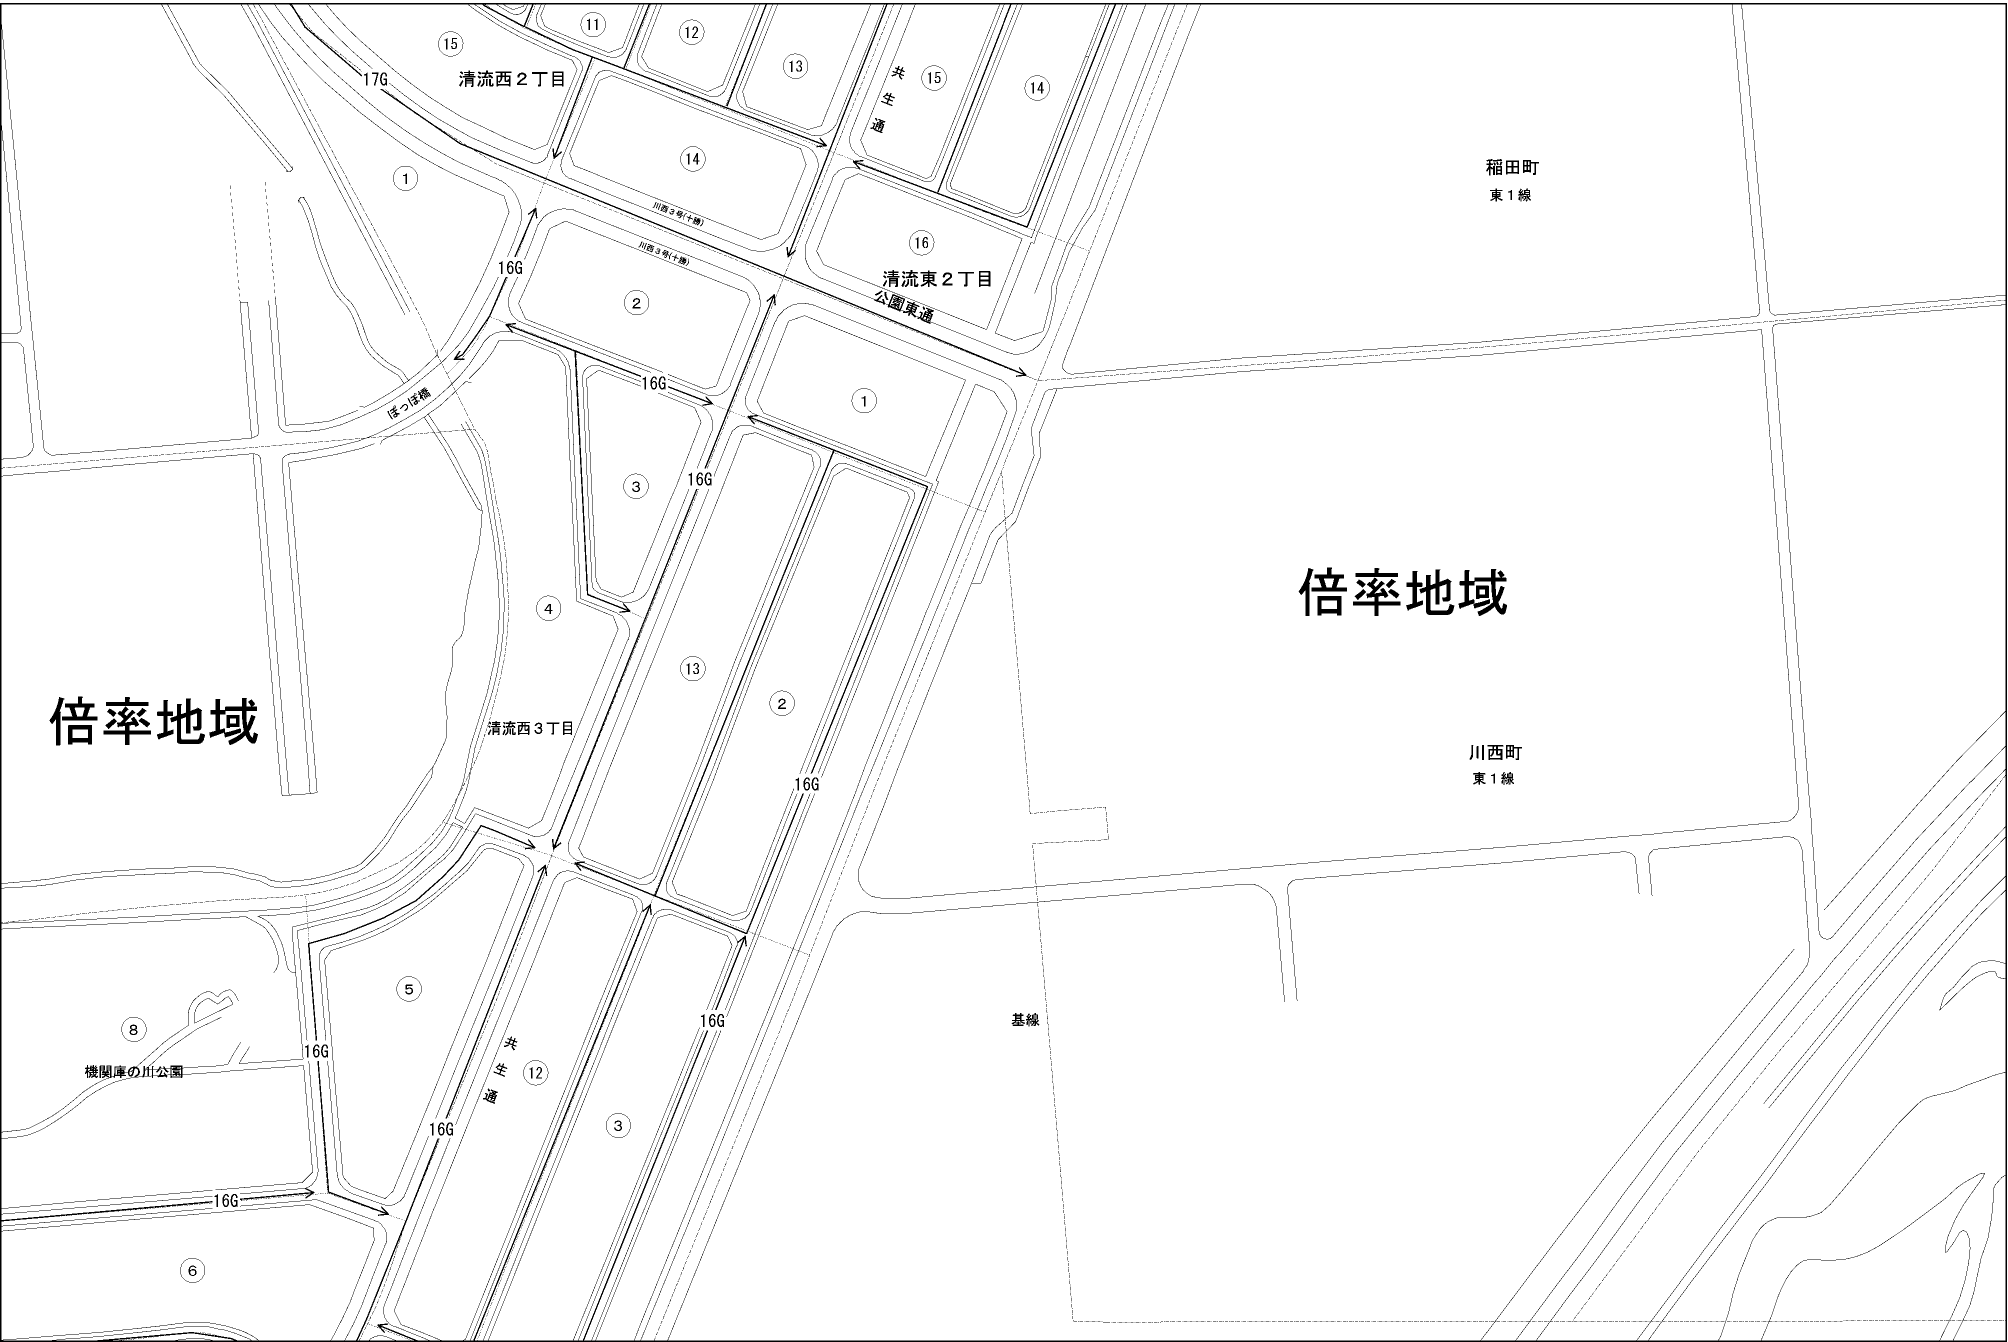 ⑪
⑫
⑬
⑮
清流西２丁目
17G
共生通
⑮
⑭
①
⑭
川西３号(十勝)
稲田町
東１線
⑯
清流東２丁目
公園東通
川西３号(十勝)
16G
②
16G
①
ぽっぽ橋
③
16G
④
倍率地域
⑬
②
倍率地域
清流西３丁目
川西町
東１線
16G
⑤
16G
基線
⑧
機関庫の川公園
16G
共生通
⑫
16G
③
16G
⑥